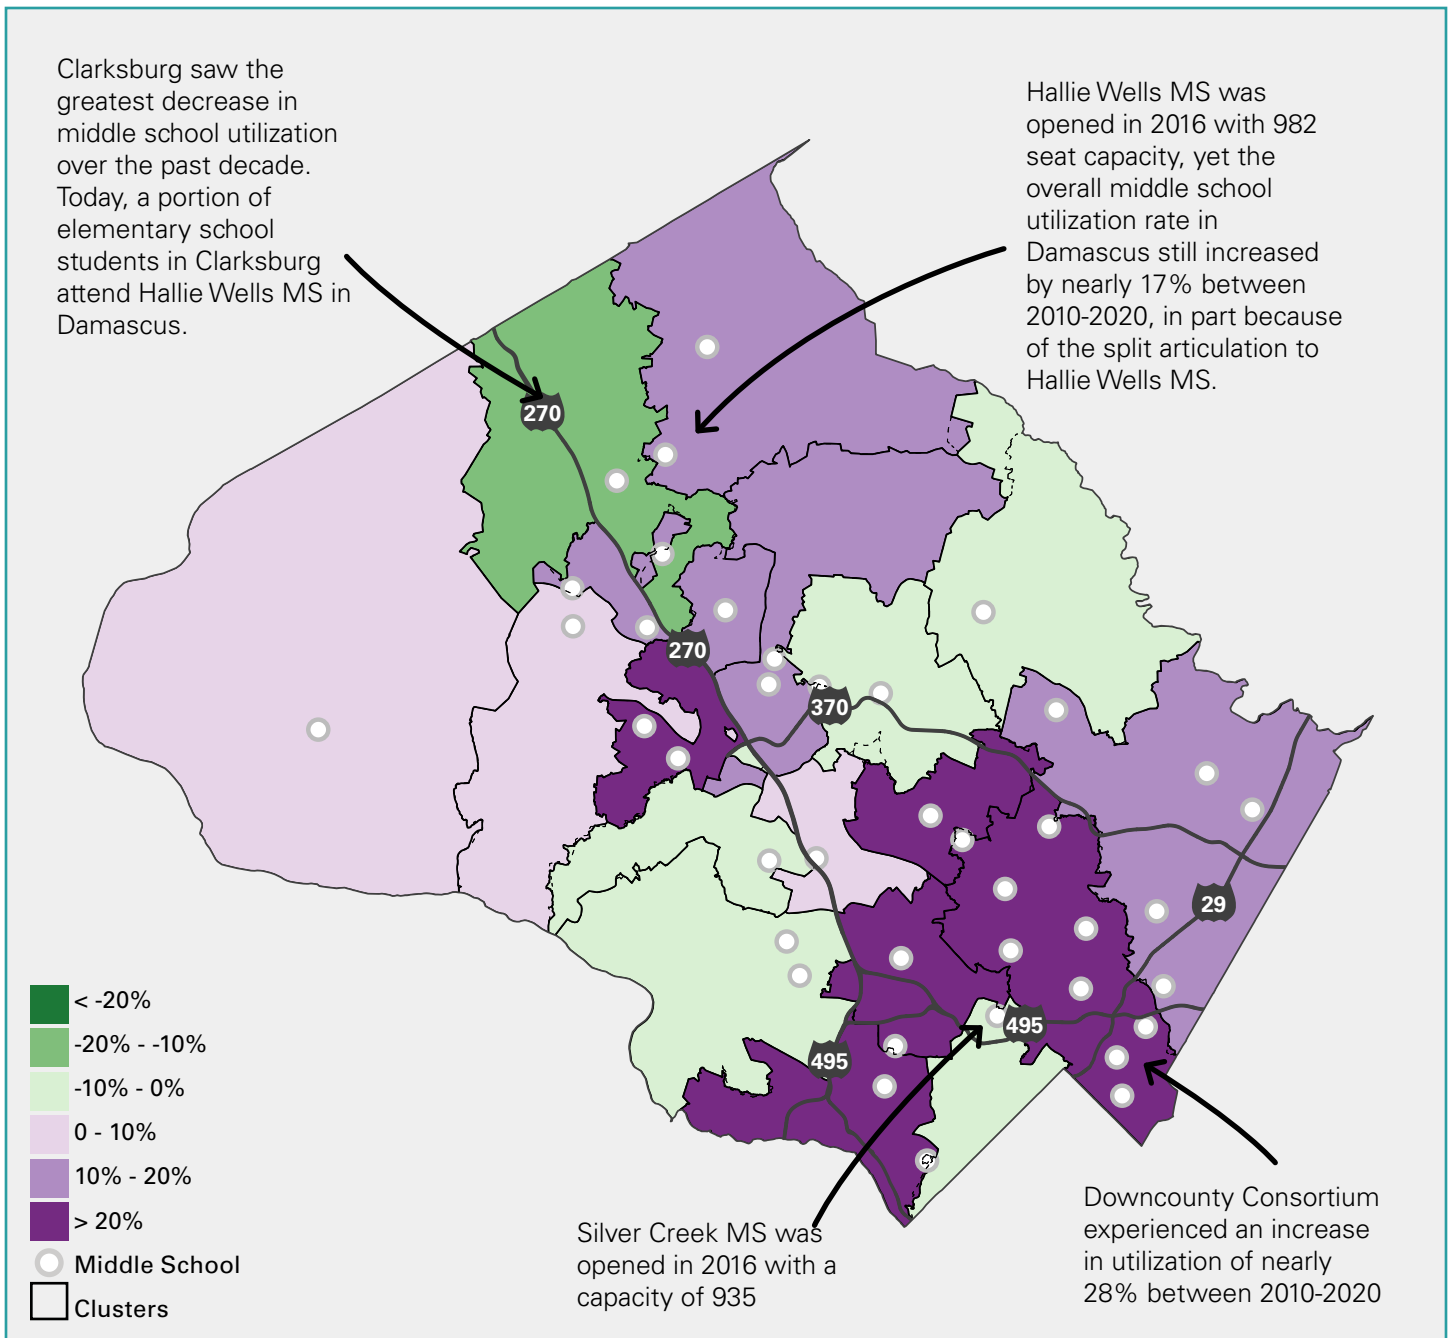 Clarksburg saw the
greatest decrease in
middle school utilization
over the past decade.
Today, a portion of
elementary school
students in Clarksburg
attend Hallie Wells MS in
Damascus.
Hallie Wells MS was
opened in 2016 with 982
seat capacity, yet the
overall middle school
utilization rate in
Damascus still increased
by nearly 17% between
2010-2020, in part because
of the split articulation to
Hallie Wells MS.
270
270
370
29
495
495
< -20%
-20% - -10%
-10% - 0%
0 - 10%
10% - 20%
> 20%
Middle School
Clusters
Silver Creek MS was
opened in 2016 with a
capacity of 935
Downcounty Consortium
experienced an increase
in utilization of nearly
28% between 2010-2020